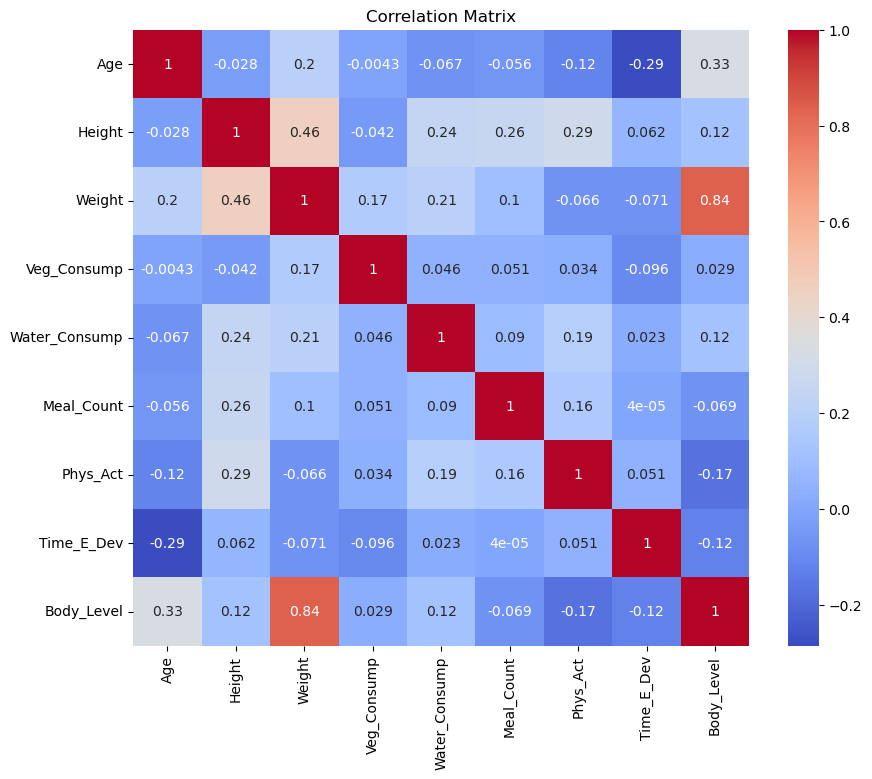 Correlation Matrix
Age 1 -0.028 0.2 -0.0043 -0.067 -0.056 -0.12 -0.29 0.33
Height -0.028 1 0.46 -0.042 0.24 0.26 0.29 0.062 0.12
Weight 0.2 0.46 1 0.17 0.21 0.1 -0.066 -0.071 0.84
Veg_Consump -0.0043 -0.042 0.17 1 0.046 0.051 0.034 -0.096 0.029
Water_Consump -0.067 0.24 0.21 0.046 1 0.09 0.19 0.023 0.12
Meal_Count -0.056 0.26 0.1 0.051 0.09 1 0.16 4e-05 -0.069
Phys_Act -0.12 0.29 -0.066 0.034 0.19 0.16 1 0.051 -0.17
Time_E_Dev -0.29 0.062 -0.071 -0.096 0.023 4e-05 0.051 1 -0.12
Body_Level 0.33 0.12 0.84 0.029 0.12 -0.069 -0.17 -0.12 1
Age Height Weight Veg_Consump Water_Consump Meal_Count Phys_Act Time_E_Dev Body_Level
1.0
0.8
0.6
0.4
0.2
0.0
-0.2